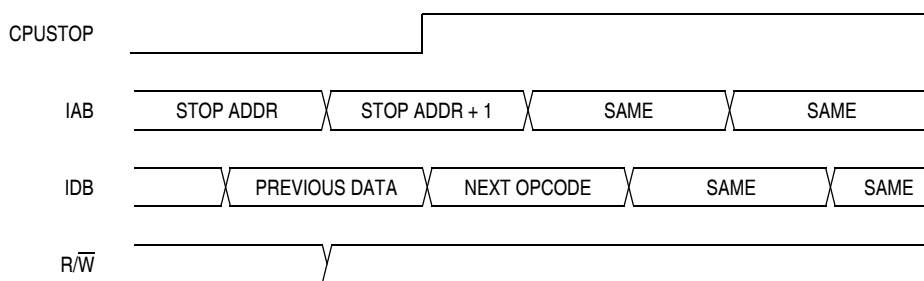 CPUSTOP
IAB STOP ADDR STOP ADDR + 1 SAME SAME
IDB PREVIOUS DATA NEXT OPCODE SAME SAME
R/W̅